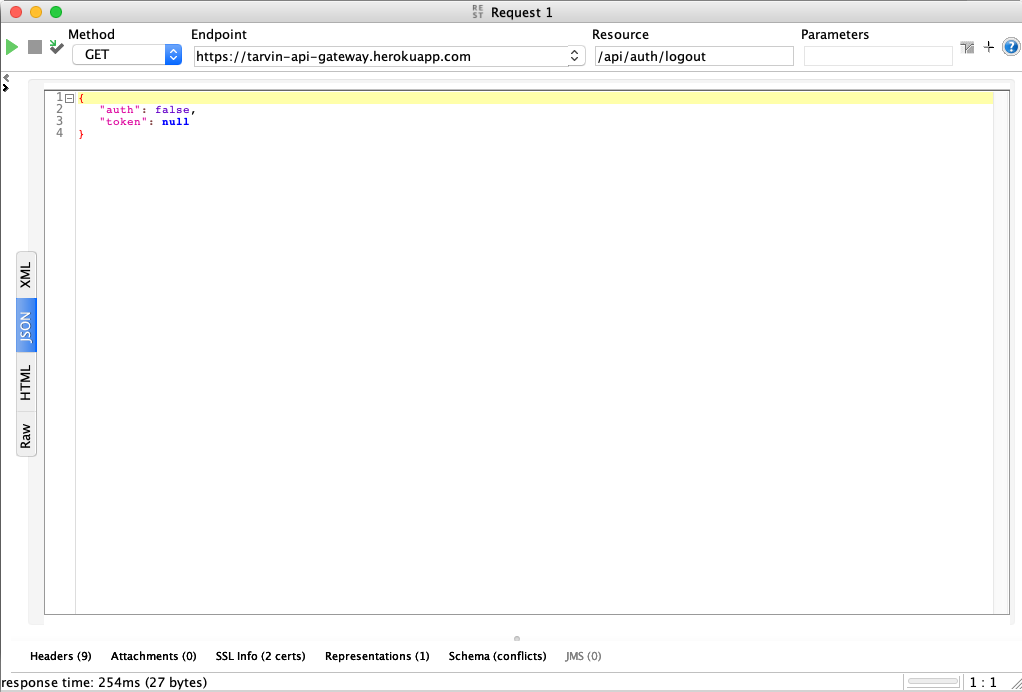 RE
ST Request 1
Method Endpoint Resource Parameters
GET https://tarvin-api-gateway.herokuapp.com /api/auth/logout
?
1 {
2 "auth": false,
3 "token": null
4 }
XML
JSON
HTML
Raw
Headers (9) Attachments (0) SSL Info (2 certs) Representations (1) Schema (conflicts) JMS (0)
response time: 254ms (27 bytes) 1 : 1